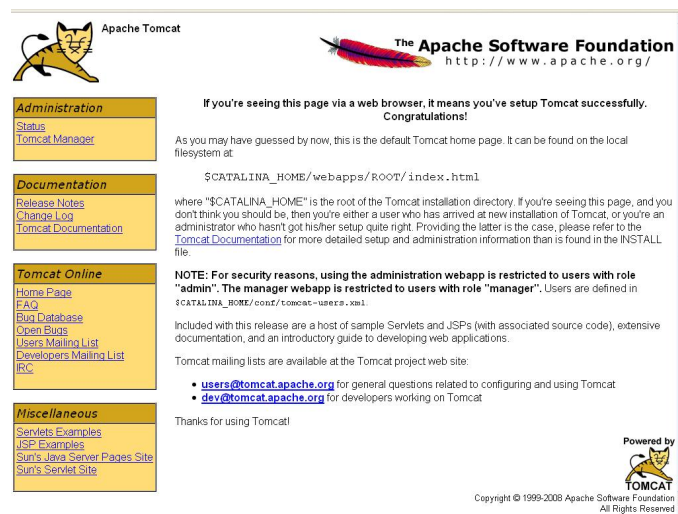 Apache Tomcat
The Apache Software Foundation
http://www.apache.org/
Administration
Status
Tomcat Manager
Documentation
Release Notes
Change Log
Tomcat Documentation
Tomcat Online
Home Page
FAQ
Bug Database
Open Bugs
Users Mailing List
Developers Mailing List
IRC
Miscellaneous
Servlets Examples
JSP Examples
Sun's Java Server Pages Site
Sun's Servlet Site
If you're seeing this page via a web browser, it means you've setup Tomcat successfully.
Congratulations!
As you may have guessed by now, this is the default Tomcat home page. It can be found on the local
filesystem at:
$CATALINA_HOME/webapps/ROOT/index.html
where "$CATALINA_HOME" is the root of the Tomcat installation directory. If you're seeing this page, and you
don't think you should be, then you're either a user who has arrived at new installation of Tomcat, or you're an
administrator who hasn't got his/her setup quite right. Providing the latter is the case, please refer to the
Tomcat Documentation for more detailed setup and administration information than is found in the INSTALL
file.
NOTE: For security reasons, using the administration webapp is restricted to users with role
"admin". The manager webapp is restricted to users with role "manager". Users are defined in
$CATALINA_HOME/conf/tomcat-users.xml.
Included with this release are a host of sample Servlets and JSPs (with associated source code), extensive
documentation, and an introductory guide to developing web applications.
Tomcat mailing lists are available at the Tomcat project web site:
• users@tomcat.apache.org for general questions related to configuring and using Tomcat
• dev@tomcat.apache.org for developers working on Tomcat
Thanks for using Tomcat!
Powered by
TOMCAT
Copyright © 1999-2008 Apache Software Foundation
All Rights Reserved